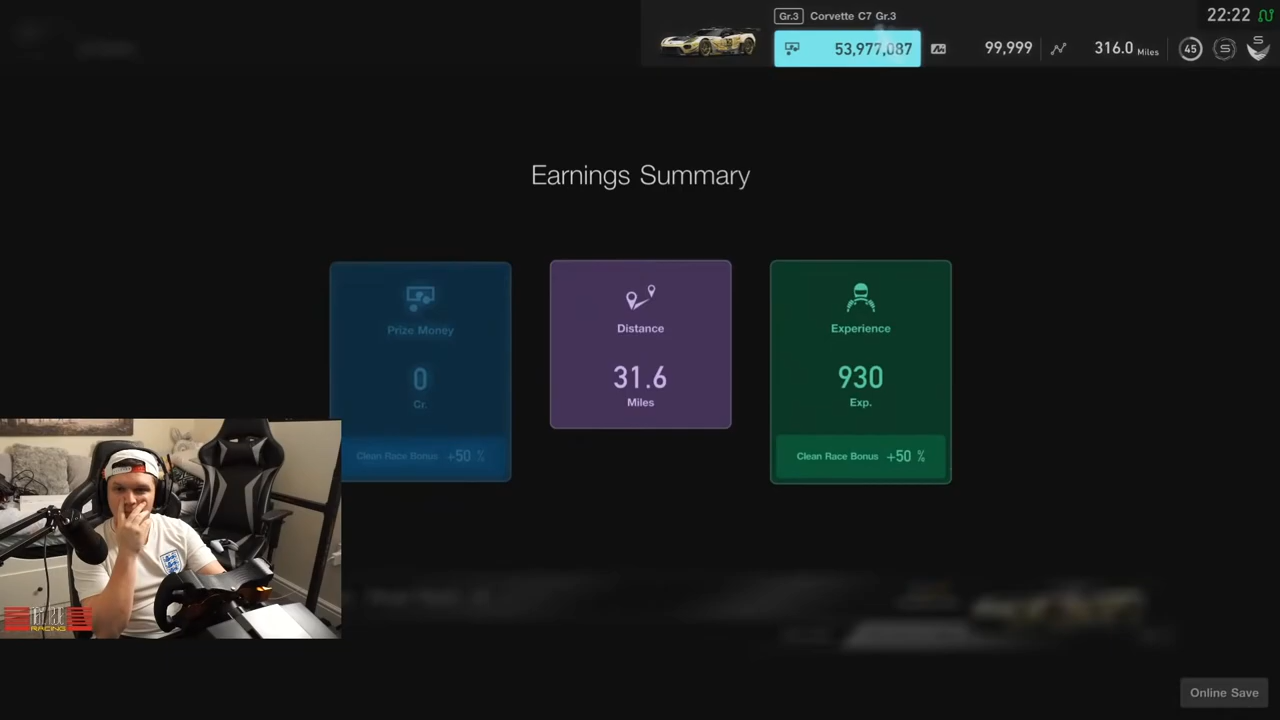 Gr.3 Corvette C7 Gr.3
22:22
53,977,087
99,999
316.0 Miles
45
S
S
Earnings Summary
Prize Money
0
Cr.
Clean Race Bonus +50 %
Distance
31.6
Miles
Experience
930
Exp.
Clean Race Bonus +50 %
RACING
Online Save